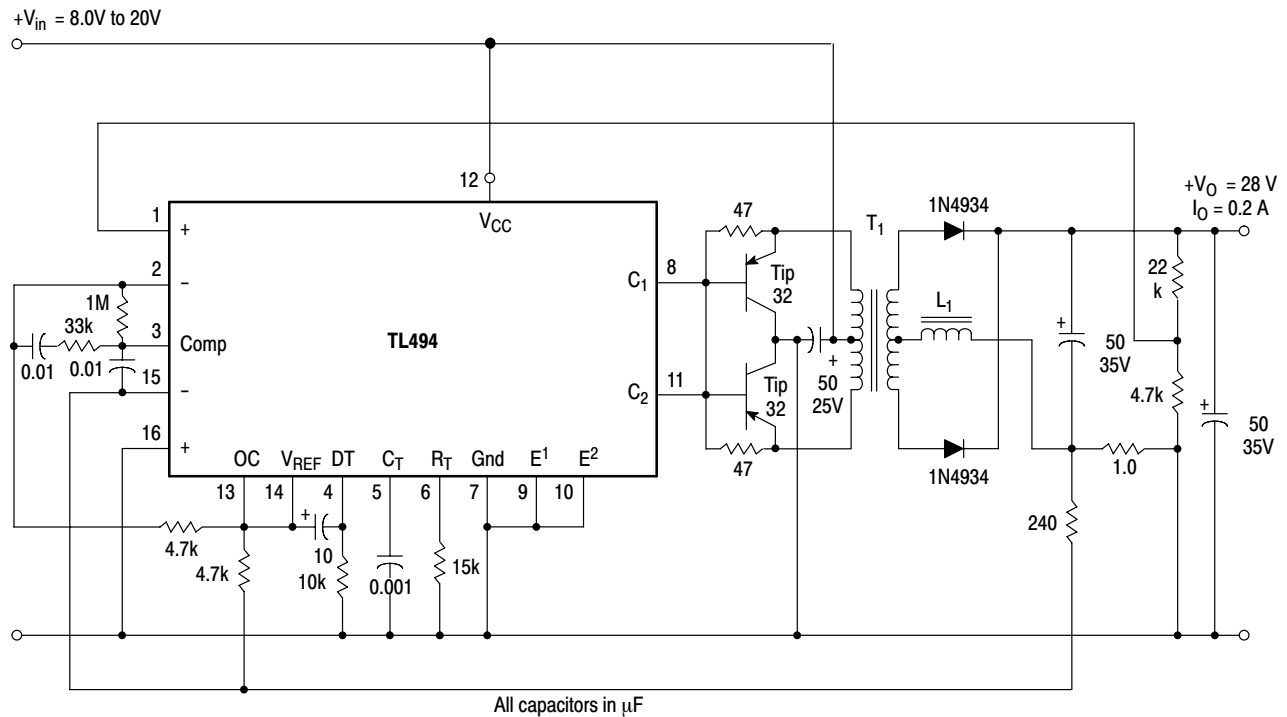 +Vin = 8.0V to 20V
+VO = 28 V
IO = 0.2 A
12
VCC
47
T1
1N4934
1
+
2
−
1M
33k
3
Comp
0.01
0.01
15
−
16
+
TL494
C1
8
Tip
32
C2
11
Tip
32
47
+
50
25V
L1
1N4934
+
50
35V
22
k
4.7k
+
50
35V
1.0
240
OC
VREF
DT
CT
RT
Gnd
E1
E2
13
14
4
5
6
7
9
10
4.7k
4.7k
+
10
10k
0.001
15k
All capacitors in μF